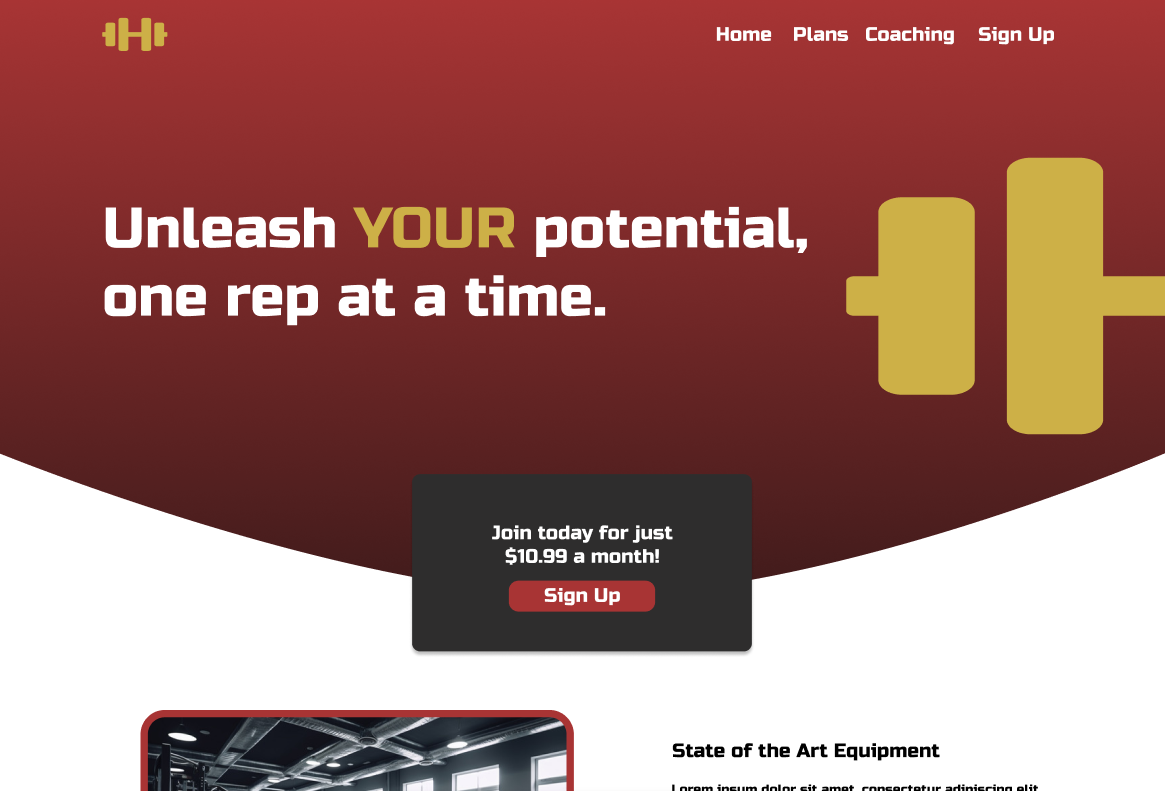 Home Plans Coaching Sign Up
Unleash YOUR potential,
one rep at a time.
Join today for just
$10.99 a month!
Sign Up
State of the Art Equipment
Lorem ipsum dolor sit amet, consectetur adipiscing elit